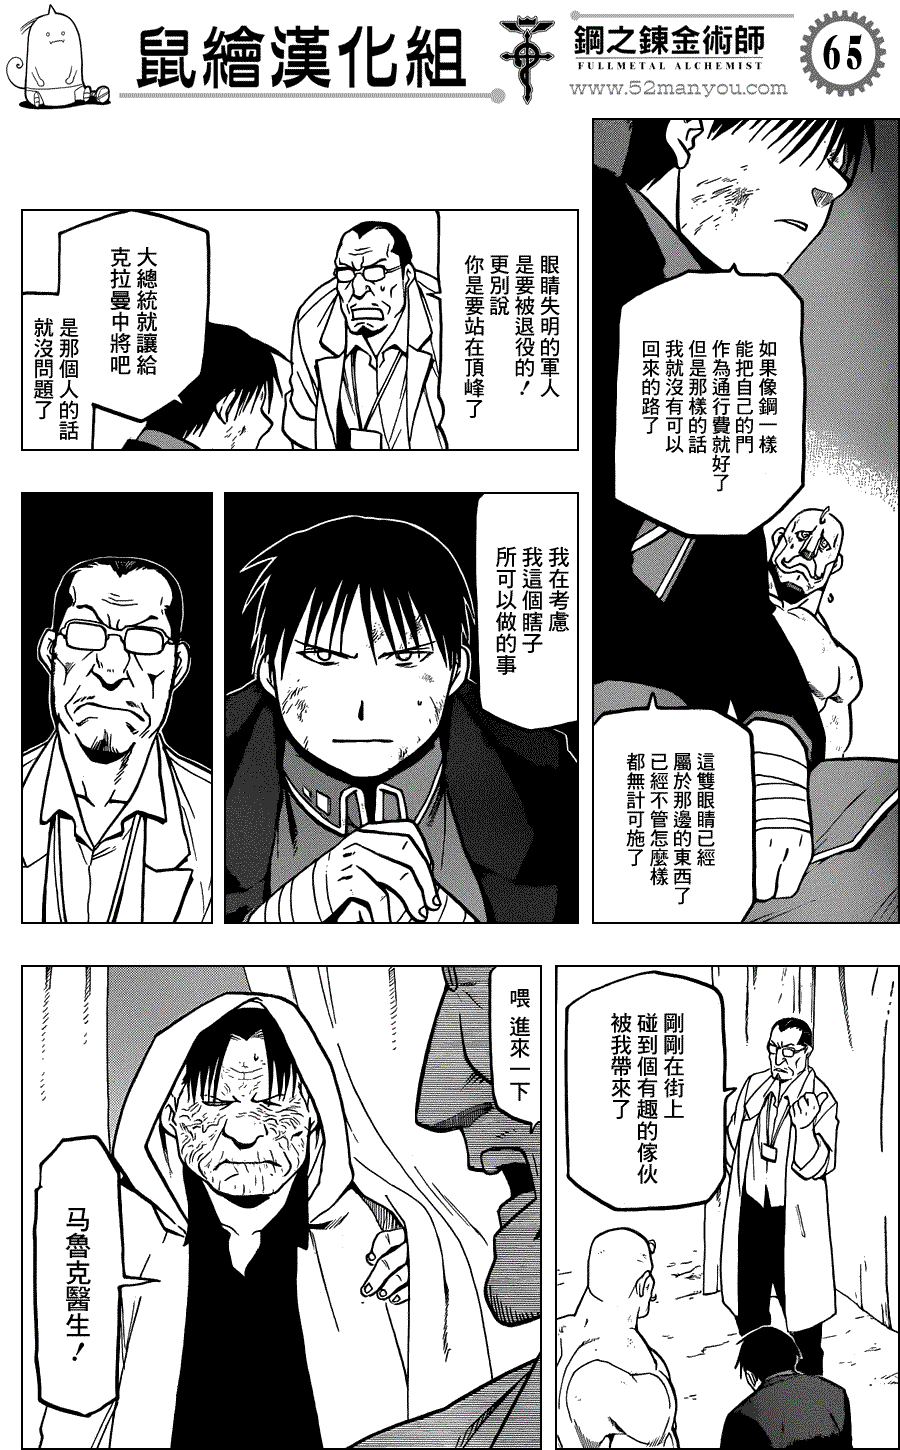 鼠繪漢化組
鋼之鍊金術師
FULLMETAL ALCHEMIST
www.52manyou.com
65
如果像鋼一樣
能把自己的門
作為通行費就好了
但是那樣的話
我就沒有可以
回來的路了
這雙眼睛已經
屬於那邊的東西了
已經不管怎麼樣
都無計可施了
眼睛失明的軍人
是要被退役的！
更別說
你是要站在頂峰了
大總統就讓給
克拉曼中將吧
是那個人的話
就沒問題了
我在考慮
我這個瞎子
所可以做的事
剛剛在街上
碰到個有趣的傢伙
被我帶來了
喂 進來一下
马魯克醫生！